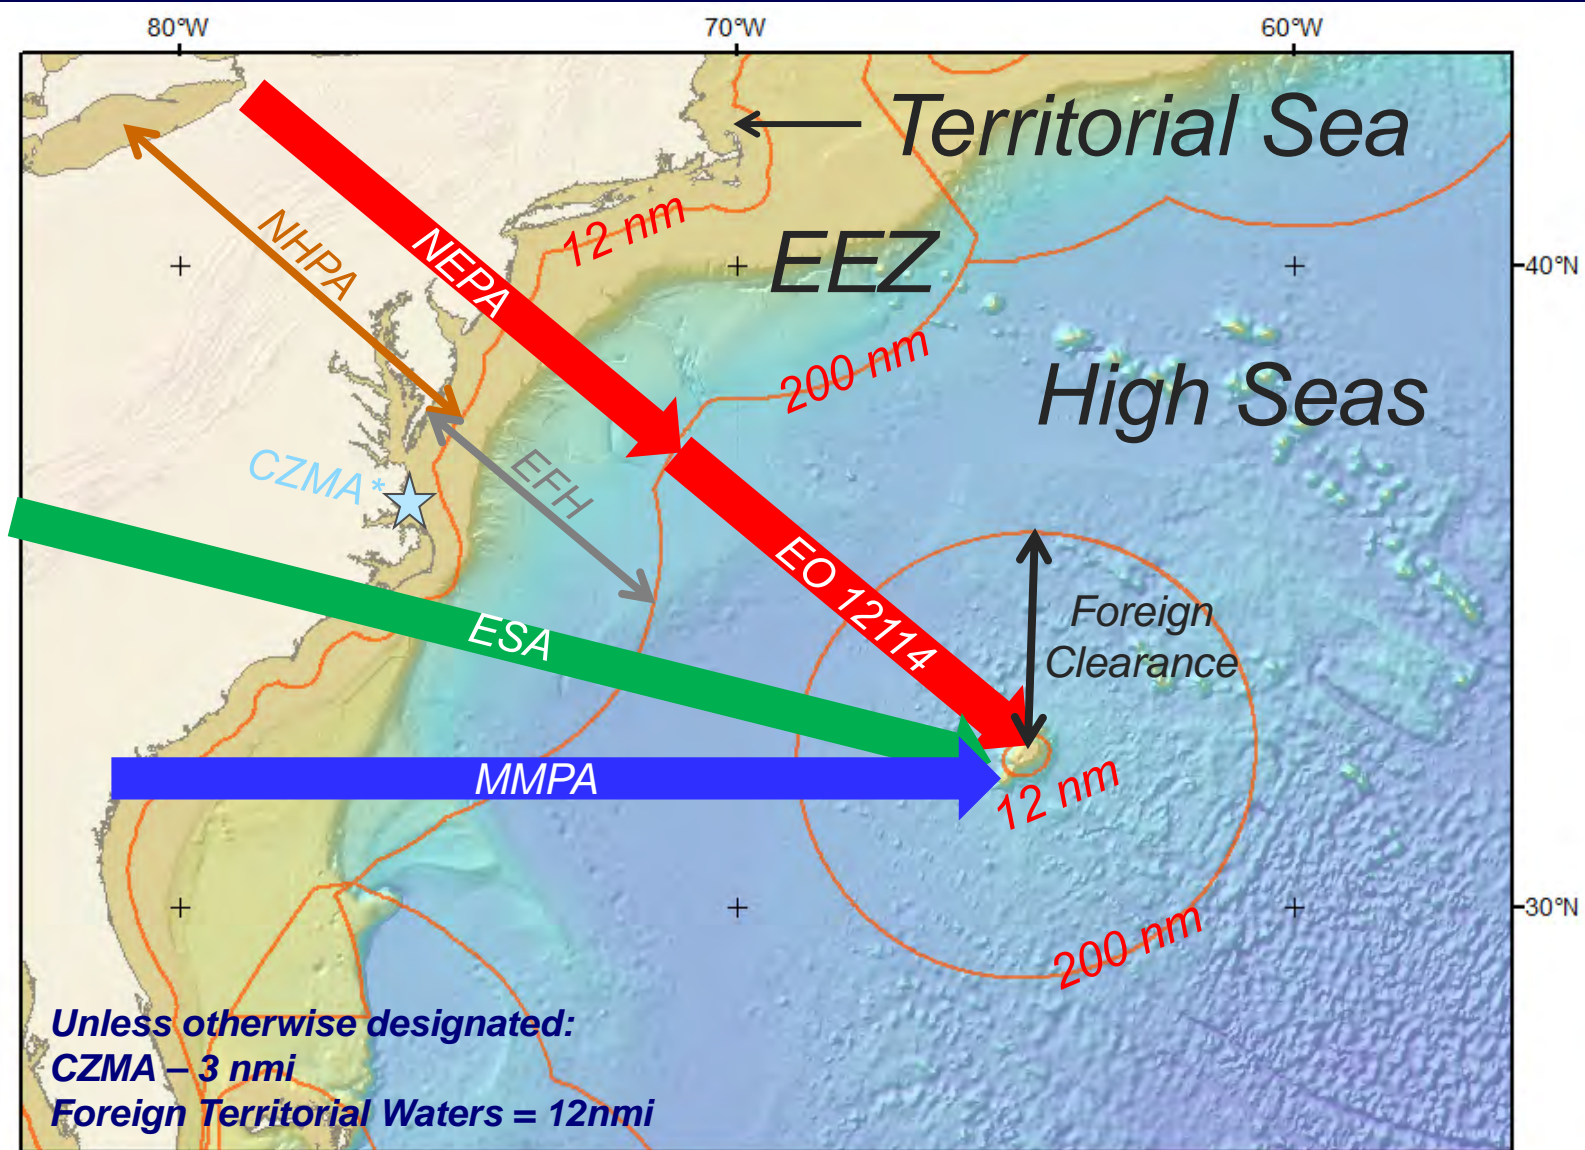 80°W
70°W
60°W
Territorial Sea
NHPA
NEPA
12 nm
EEZ
40°N
200 nm
High Seas
CZMA*
EFH
EO 12114
Foreign
Clearance
ESA
MMPA
12 nm
30°N
200 nm
Unless otherwise designated:
CZMA – 3 nmi
Foreign Territorial Waters = 12nmi